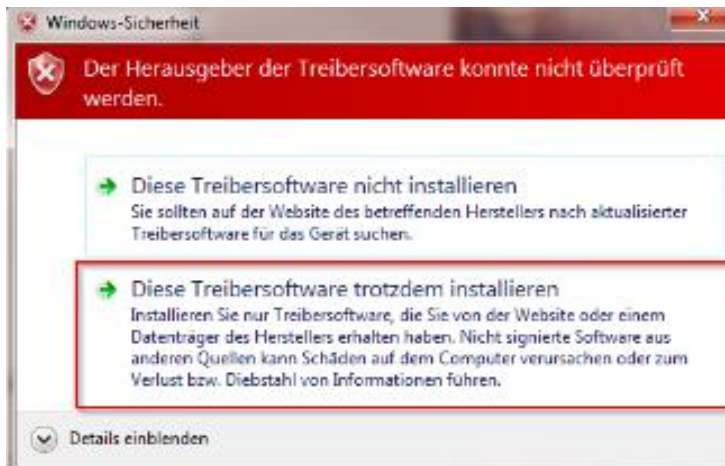 Windows-Sicherheit
Der Herausgeber der Treibersoftware konnte nicht überprüft
werden.
Diese Treibersoftware nicht installieren
Sie sollten auf der Website des betreffenden Herstellers nach aktualisierter
Treibersoftware für das Gerät suchen.
Diese Treibersoftware trotzdem installieren
Installieren Sie nur Treibersoftware, die Sie von der Website oder einem
Datenträger des Herstellers erhalten haben. Nicht signierte Software aus
anderen Quellen kann Schäden auf dem Computer verursachen oder zum
Verlust bzw. Diebstahl von Informationen führen.
Details einblenden